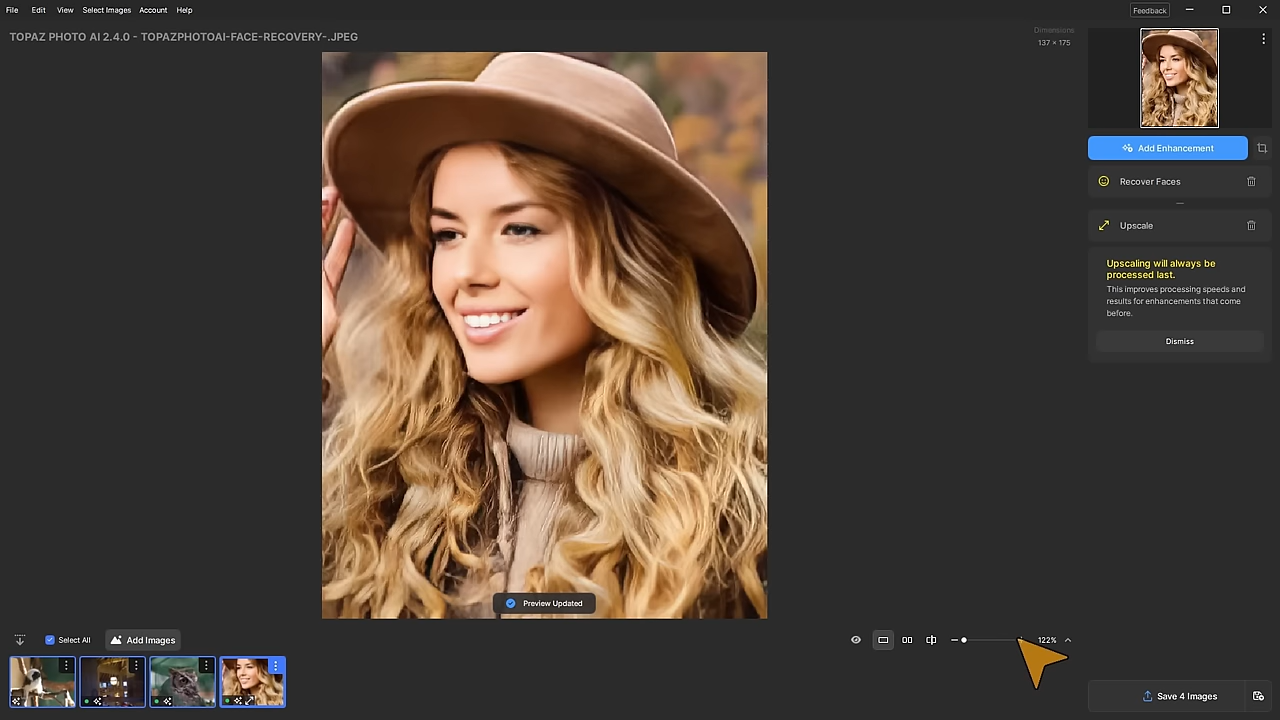 File Edit View Select Images Account Help
Feedback
TOPAZ PHOTO AI 2.4.0 - TOPAZPHOTOAI-FACE-RECOVERY-.JPEG
Dimensions
137 × 175
Add Enhancement
Recover Faces
Upscale
Upscaling will always be
processed last.
This improves processing speeds and
results for enhancements that come
before.
Dismiss
Preview Updated
Select All
Add Images
122%
Save 4 Images